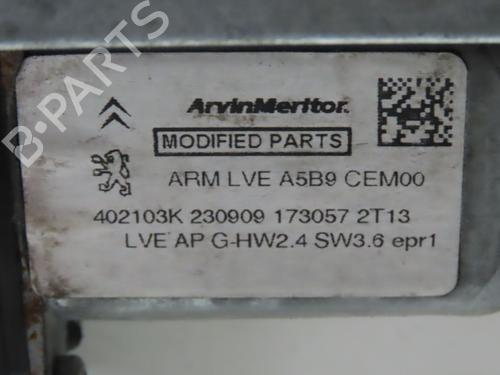 ArvinMeritor.
MODIFIED PARTS
ARM LVE A5B9 CEM00
402103K 230909 173057 2T13
LVE AP G-HW2.4 SW3.6 epr1
B-PARTS